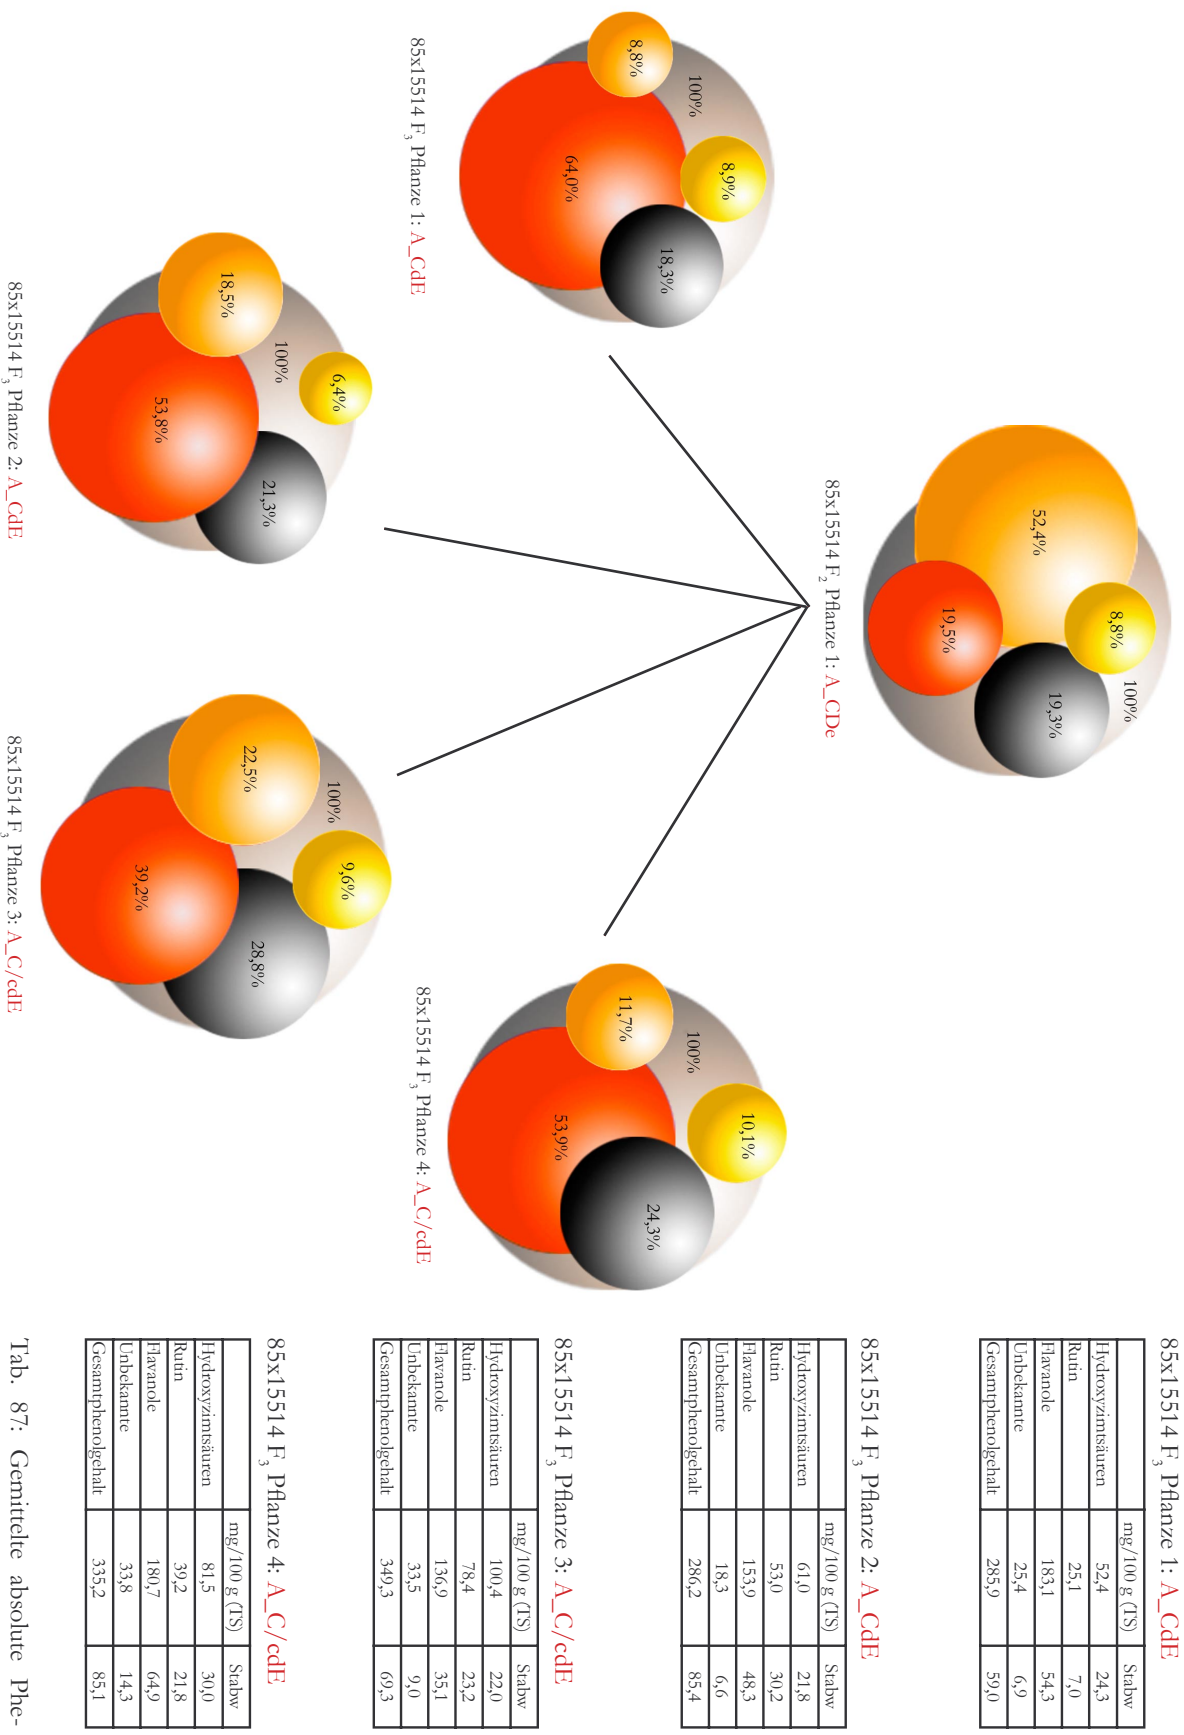 52,4%
8,8%
100%
19,5%
19,3%
85x15514 F2 Pflanze 1: A_CDe
8,8%
100%
8,9%
64,0%
18,3%
85x15514 F3 Pflanze 1: A_CdE
18,5%
100%
6,4%
53,8%
21,3%
85x15514 F3 Pflanze 2: A_CdE
22,5%
100%
9,6%
39,2%
28,8%
85x15514 F3 Pflanze 3: A_C/cdE
11,7%
100%
10,1%
53,9%
24,3%
85x15514 F3 Pflanze 4: A_C/cdE
85x15514 F3 Pflanze 1: A_CdE
mg/100 g (TS) Stabw
Hydroxyzimtsäuren 52,4 24,3
Rutin 25,1 7,0
Flavanole 183,1 54,3
Unbekannte 25,4 6,9
Gesamtphenolgehalt 285,9 59,0
85x15514 F3 Pflanze 2: A_CdE
mg/100 g (TS) Stabw
Hydroxyzimtsäuren 61,0 21,8
Rutin 53,0 30,2
Flavanole 153,9 48,3
Unbekannte 18,3 6,6
Gesamtphenolgehalt 286,2 85,4
85x15514 F3 Pflanze 3: A_C/cdE
mg/100 g (TS) Stabw
Hydroxyzimtsäuren 100,4 22,0
Rutin 78,4 23,2
Flavanole 136,9 35,1
Unbekannte 33,5 9,0
Gesamtphenolgehalt 349,3 69,3
85x15514 F3 Pflanze 4: A_C/cdE
mg/100 g (TS) Stabw
Hydroxyzimtsäuren 81,5 30,0
Rutin 39,2 21,8
Flavanole 180,7 64,9
Unbekannte 33,8 14,3
Gesamtphenolgehalt 335,2 85,1
Tab. 87: Gemittelte absolute Phe-